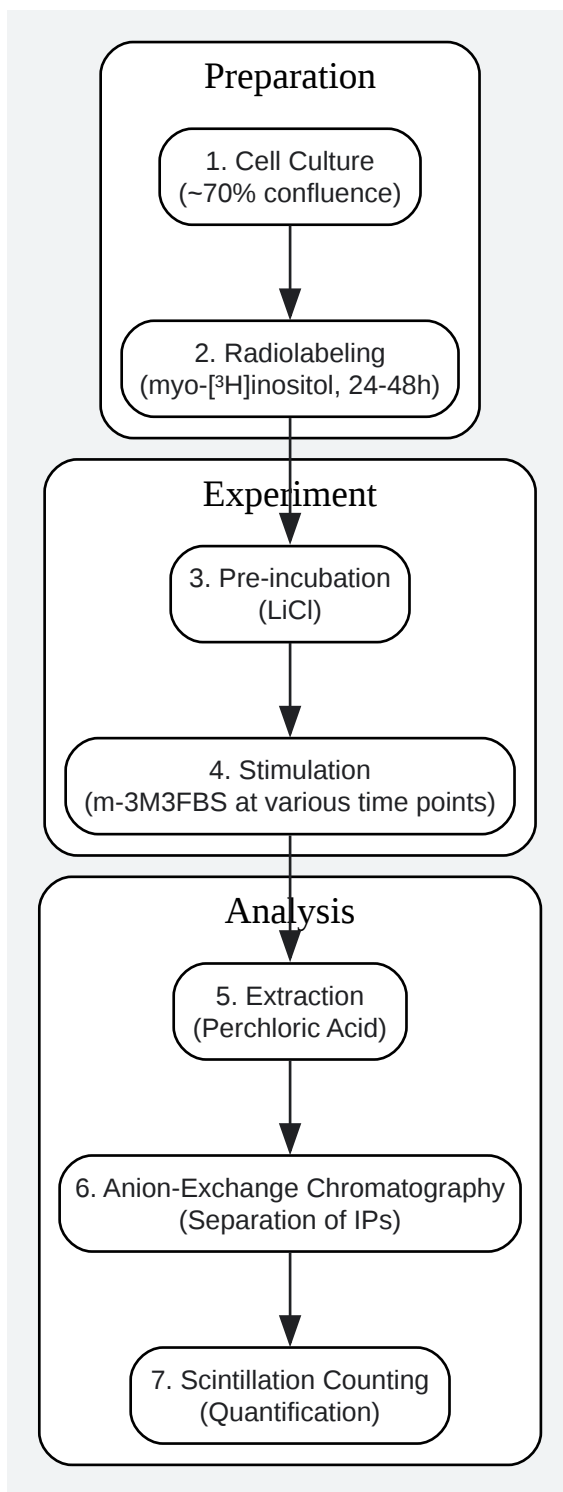 Preparation
1. Cell Culture
(~70% confluence)
2. Radiolabeling
(myo-[³H]inositol, 24-48h)
Experiment
3. Pre-incubation
(LiCl)
4. Stimulation
(m-3M3FBS at various time points)
Analysis
5. Extraction
(Perchloric Acid)
6. Anion-Exchange Chromatography
(Separation of IPs)
7. Scintillation Counting
(Quantification)